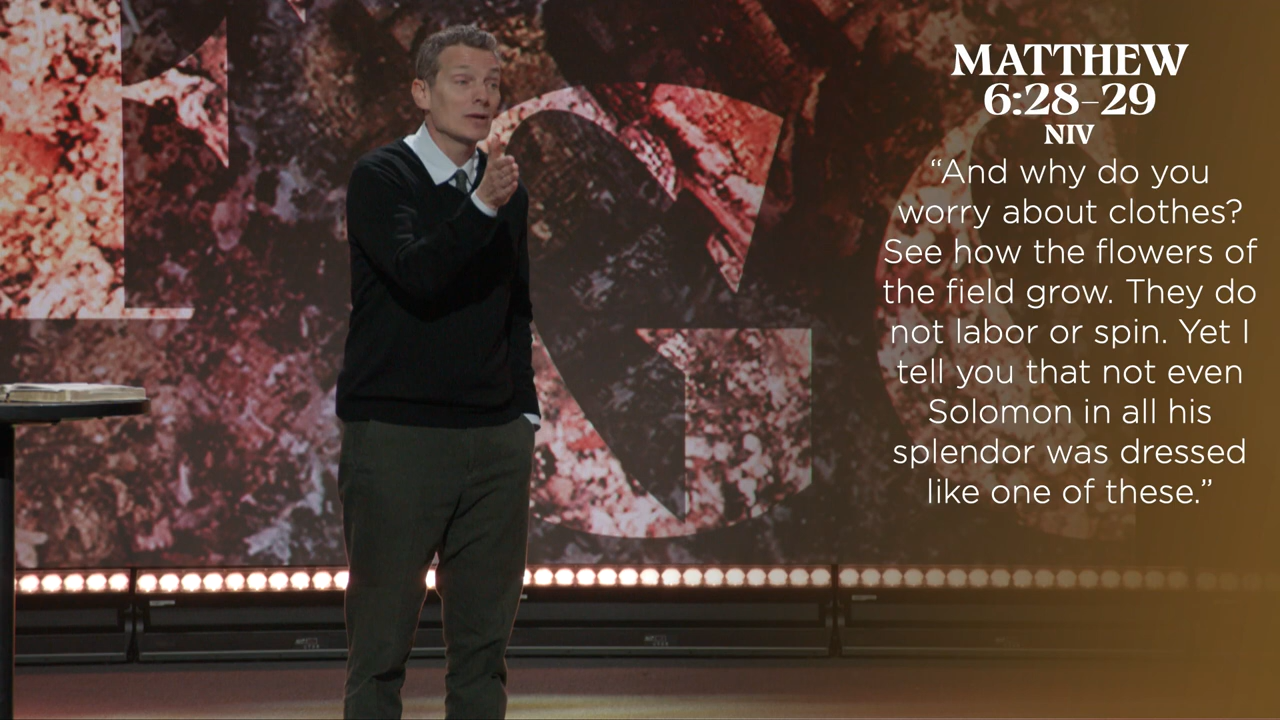 MATTHEW
6:28–29
NIV
“And why do you
worry about clothes?
See how the flowers of
the field grow. They do
not labor or spin. Yet I
tell you that not even
Solomon in all his
splendor was dressed
like one of these.”